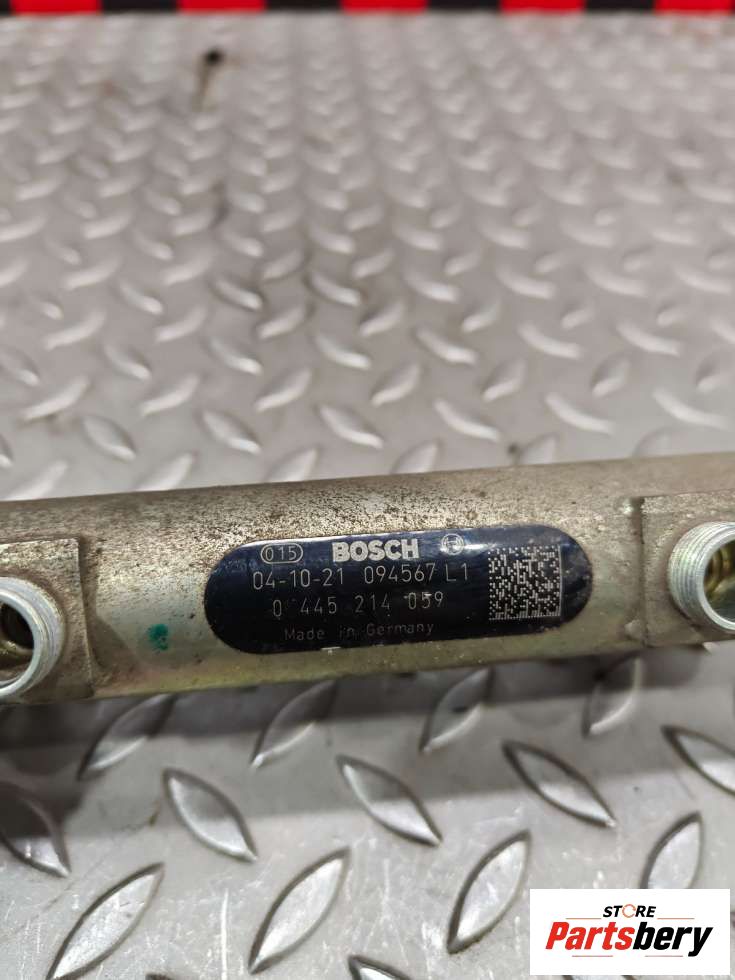 015 BOSCH
04-10-21 094567 L1
0 445 214 059
Made in Germany
STORE
Partsbery